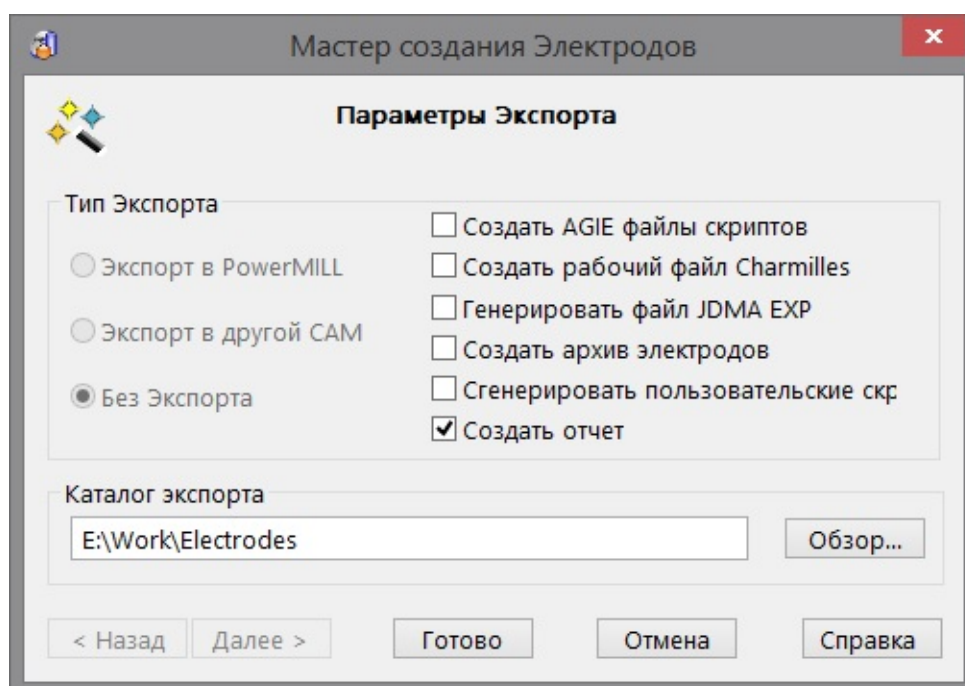 Мастер создания Электродов
Параметры Экспорта
Тип Экспорта
Экспорт в PowerMILL
Экспорт в другой CAM
Без Экспорта
Создать AGIE файлы скриптов
Создать рабочий файл Charmilles
Генерировать файл JDMA EXP
Создать архив электродов
Сгенерировать пользовательские скр
Создать отчет
Каталог экспорта
E:\Work\Electrodes
Обзор...
< Назад
Далее >
Готово
Отмена
Справка